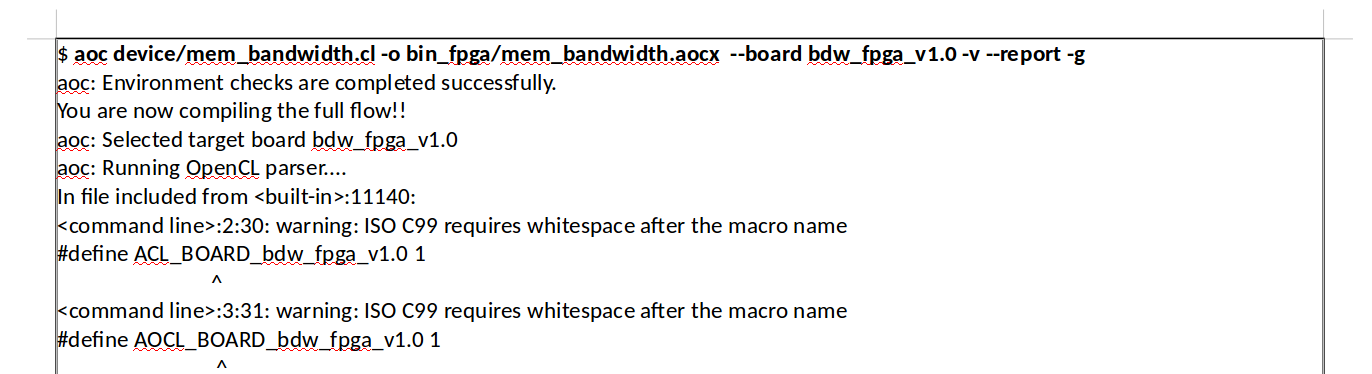 $ aoc device/mem_bandwidth.cl -o bin_fpga/mem_bandwidth.aocx --board bdw_fpga_v1.0 -v --report -g
aoc: Environment checks are completed successfully.
You are now compiling the full flow!!
aoc: Selected target board bdw_fpga_v1.0
aoc: Running OpenCL parser....
In file included from <built-in>:11140:
<command line>:2:30: warning: ISO C99 requires whitespace after the macro name
#define ACL_BOARD_bdw_fpga_v1.0 1
^
<command line>:3:31: warning: ISO C99 requires whitespace after the macro name
#define AOCL_BOARD_bdw_fpga_v1.0 1
^